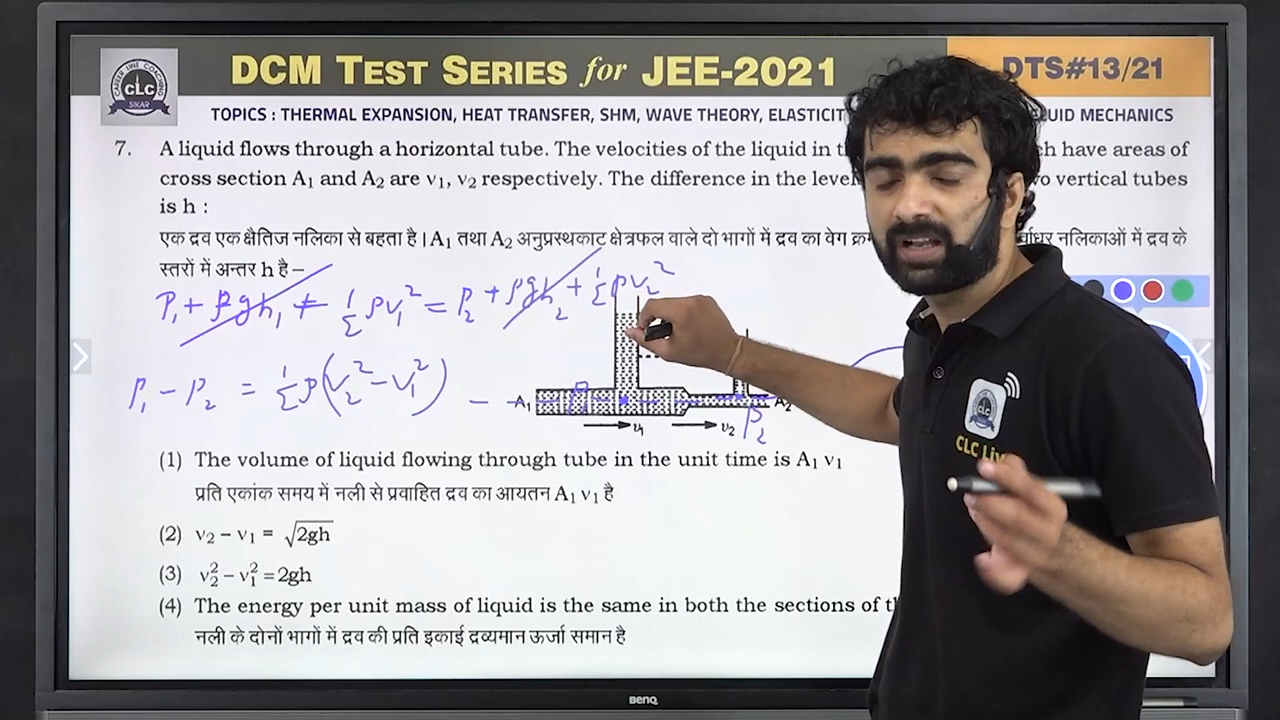 DCM TEST SERIES for JEE-2021
DTS#13/21
CAREER LINE COACHING
CLC
SIKAR
TOPICS : THERMAL EXPANSION, HEAT TRANSFER, SHM, WAVE THEORY, ELASTICIT
UID MECHANICS
7. A liquid flows through a horizontal tube. The velocities of the liquid in th ch have areas of
cross section A₁ and A₂ are v₁, v₂ respectively. The difference in the level wo vertical tubes
is h :
एक द्रव एक क्षैतिज नलिका से बहता है। A₁ तथा A₂ अनुप्रस्थकाट क्षेत्रफल वाले दो भागों में द्रव का वेग क्रम र्वाधर नलिकाओं में द्रव के
स्तरों में अन्तर h है –
P₁ + ρgh₁ + ½ρv₁² = P₂ + ρgh₂ + ½ρv₂²
P₁ – P₂ = ½ρ(v₂² – v₁²)
A₁ P₁ A₂
v₁ v₂ P₂
(1) The volume of liquid flowing through tube in the unit time is A₁ v₁
प्रति एकांक समय में नली से प्रवाहित द्रव का आयतन A₁ v₁ है
(2) v₂ – v₁ = √2gh
(3) v₂² – v₁² = 2gh
(4) The energy per unit mass of liquid is the same in both the sections of th
नली के दोनों भागों में द्रव की प्रति इकाई द्रव्यमान ऊर्जा समान है
CLC
CLC Liv
BenQ